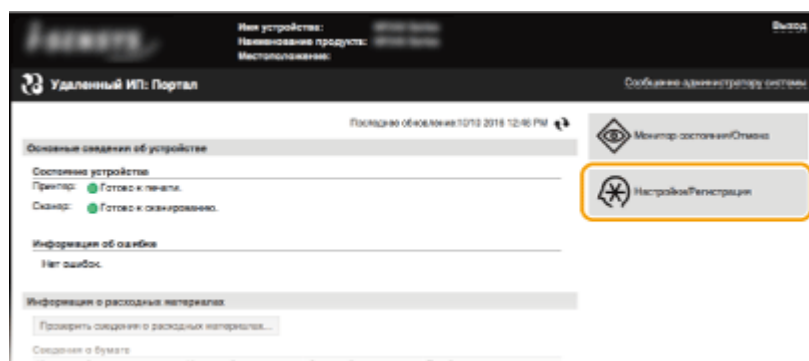 i-SENSYS
Имя устройства:
Наименование продукта:
Местоположение:
Выход
Удаленный ИП: Портал
Сообщение администратору системы
Последнее обновление:10/10 2016 12:46 PM
Монитор состояния/Отмена
Основные сведения об устройстве
Состояние устройства
Принтер: Готово к печати.
Сканер: Готово к сканированию.
Настройки/Регистрация
Информация об ошибке
Нет ошибок.
Информация о расходных материалах
Проверить сведения о расходных материалах...
Сведения о бумаге